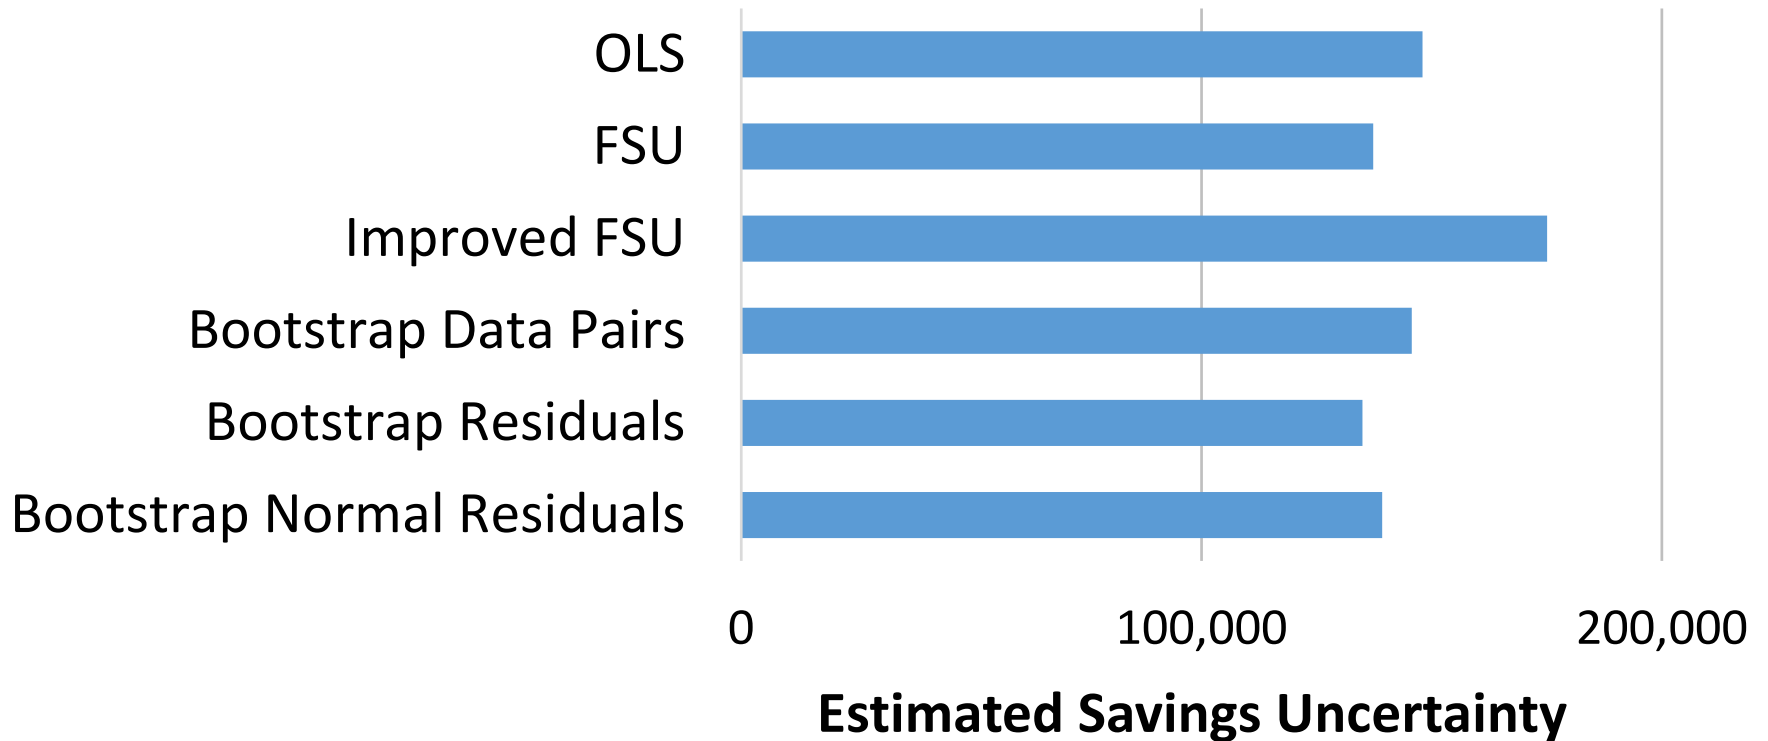 OLS
FSU
Improved FSU
Bootstrap Data Pairs
Bootstrap Residuals
Bootstrap Normal Residuals
0 100,000 200,000
Estimated Savings Uncertainty